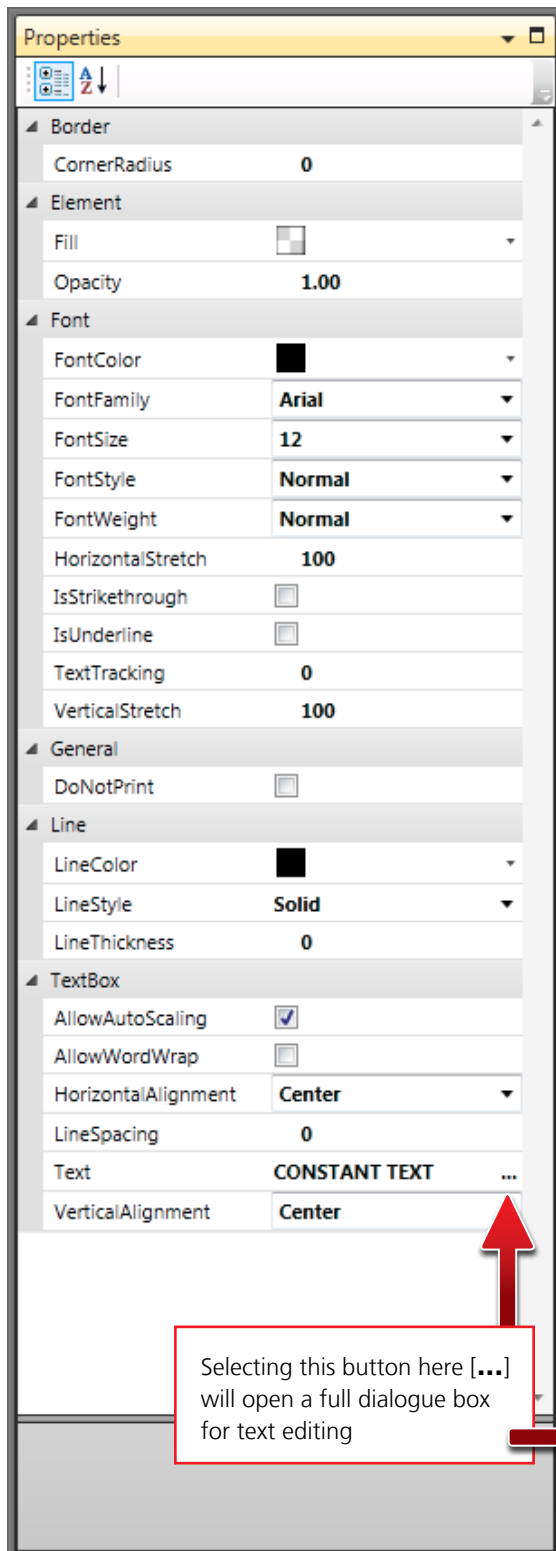 Properties
A
Z
Border
CornerRadius 0
Element
Fill
Opacity 1.00
Font
FontColor
FontFamily Arial
FontSize 12
FontStyle Normal
FontWeight Normal
HorizontalStretch 100
IsStrikethrough
IsUnderline
TextTracking 0
VerticalStretch 100
General
DoNotPrint
Line
LineColor
LineStyle Solid
LineThickness 0
TextBox
AllowAutoScaling
AllowWordWrap
HorizontalAlignment Center
LineSpacing 0
Text CONSTANT TEXT ...
VerticalAlignment Center
Selecting this button here [...]
will open a full dialogue box
for text editing